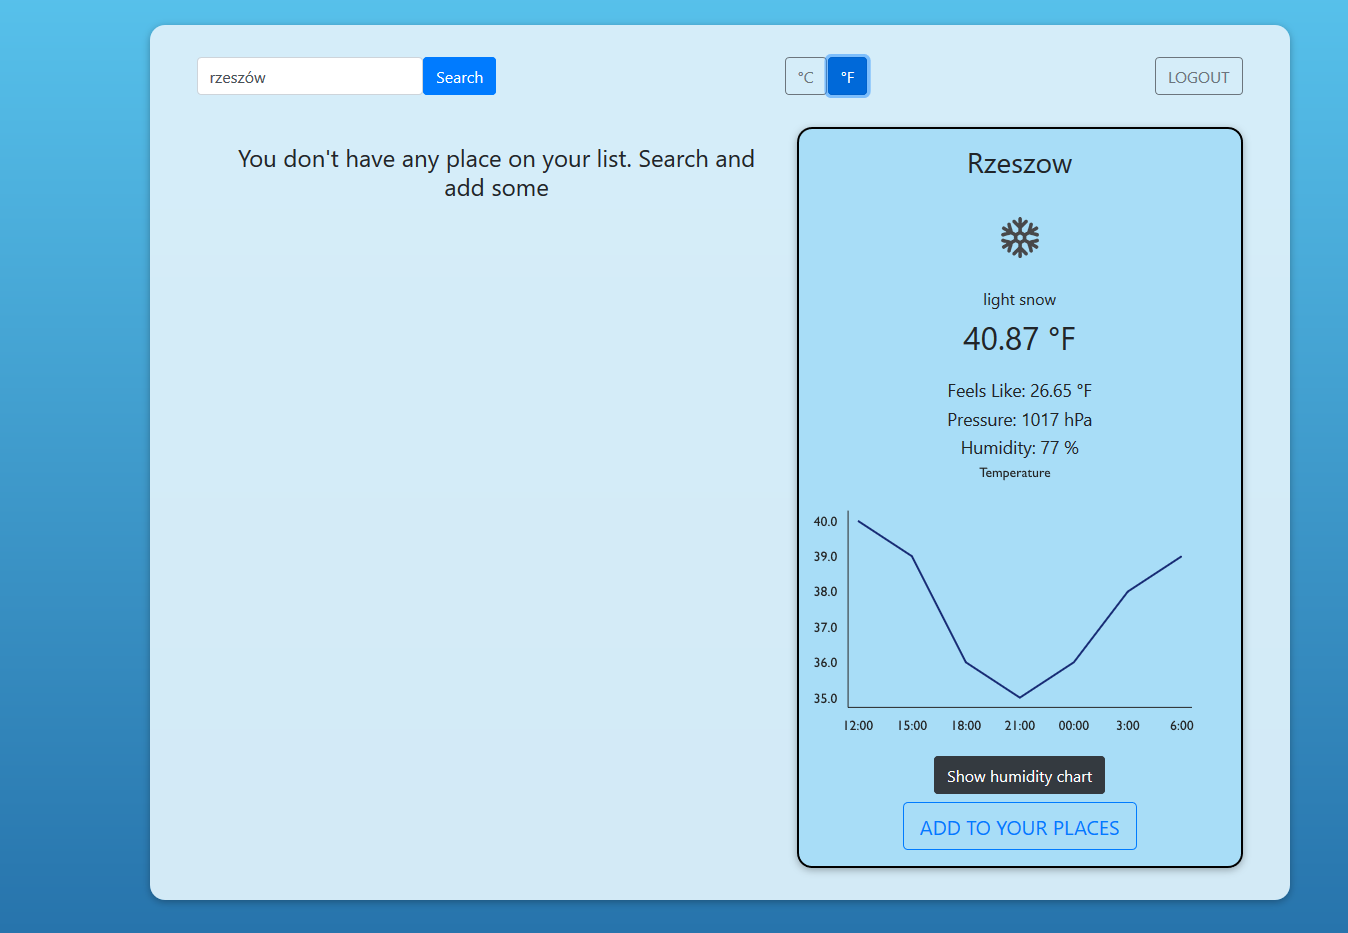 rzeszów
Search
°C
°F
LOGOUT
You don't have any place on your list. Search and
add some
Rzeszow
light snow
40.87 °F
Feels Like: 26.65 °F
Pressure: 1017 hPa
Humidity: 77 %
Temperature
40.0
39.0
38.0
37.0
36.0
35.0
12:00 15:00 18:00 21:00 00:00 3:00 6:00
Show humidity chart
ADD TO YOUR PLACES